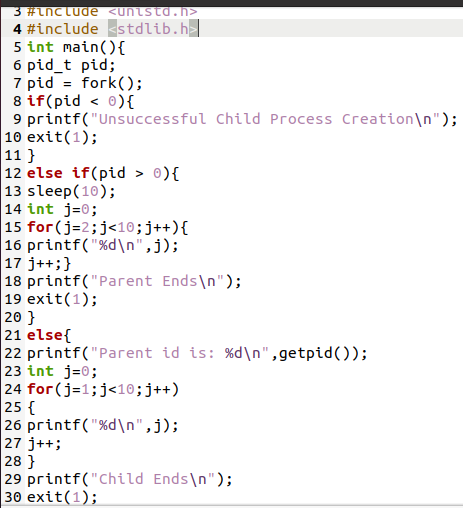 3 #include <unistd.h>
4 #include <stdlib.h>
5 int main(){
6 pid_t pid;
7 pid = fork();
8 if(pid < 0){
9 printf("Unsuccessful Child Process Creation\n");
10 exit(1);
11 }
12 else if(pid > 0){
13 sleep(10);
14 int j=0;
15 for(j=2;j<10;j++){
16 printf("%d\n",j);
17 j++;}
18 printf("Parent Ends\n");
19 exit(1);
20 }
21 else{
22 printf("Parent id is: %d\n",getpid());
23 int j=0;
24 for(j=1;j<10;j++)
25 {
26 printf("%d\n",j);
27 j++;
28 }
29 printf("Child Ends\n");
30 exit(1);